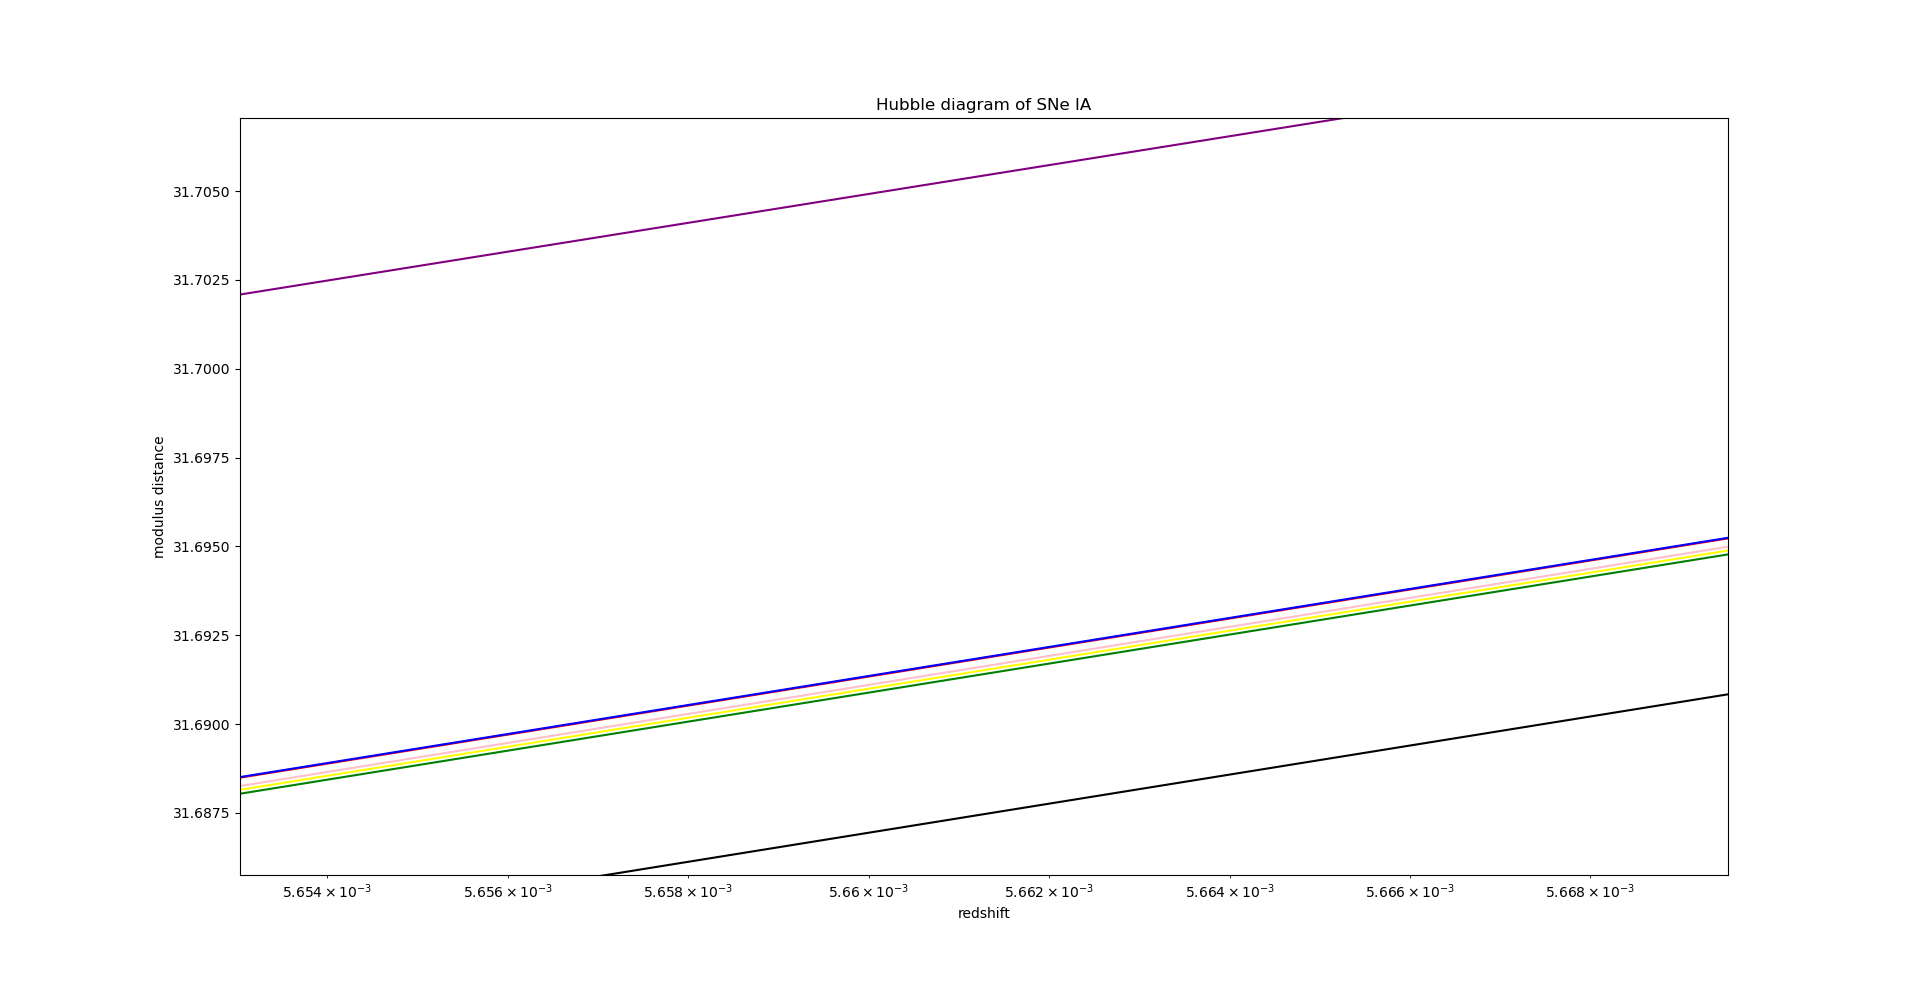 Hubble diagram of SNe IA
31.7050
31.7025
31.7000
31.6975
31.6950
31.6925
31.6900
31.6875
modulus distance
5.654 × 10⁻³ 5.656 × 10⁻³ 5.658 × 10⁻³ 5.66 × 10⁻³ 5.662 × 10⁻³ 5.664 × 10⁻³ 5.666 × 10⁻³ 5.668 × 10⁻³
redshift